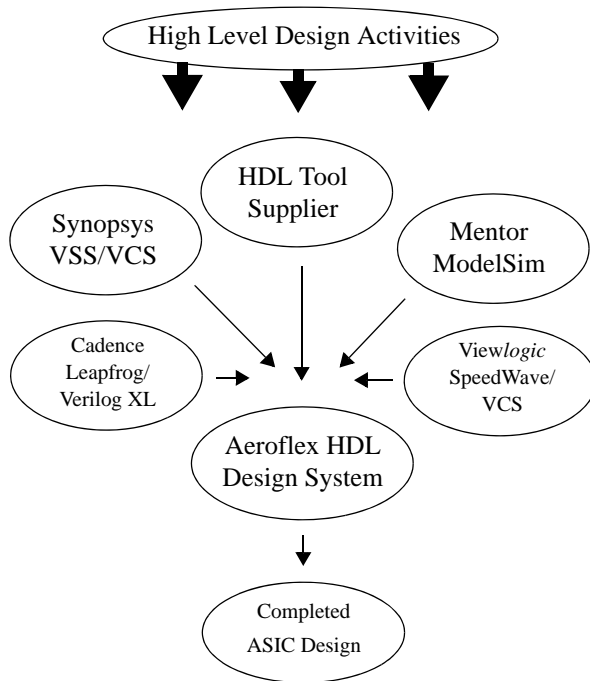 High Level Design Activities
HDL Tool
Supplier
Synopsys
VSS/VCS
Mentor
ModelSim
Cadence
Leapfrog/
Verilog XL
Viewlogic
SpeedWave/
VCS
Aeroflex HDL
Design System
Completed
ASIC Design